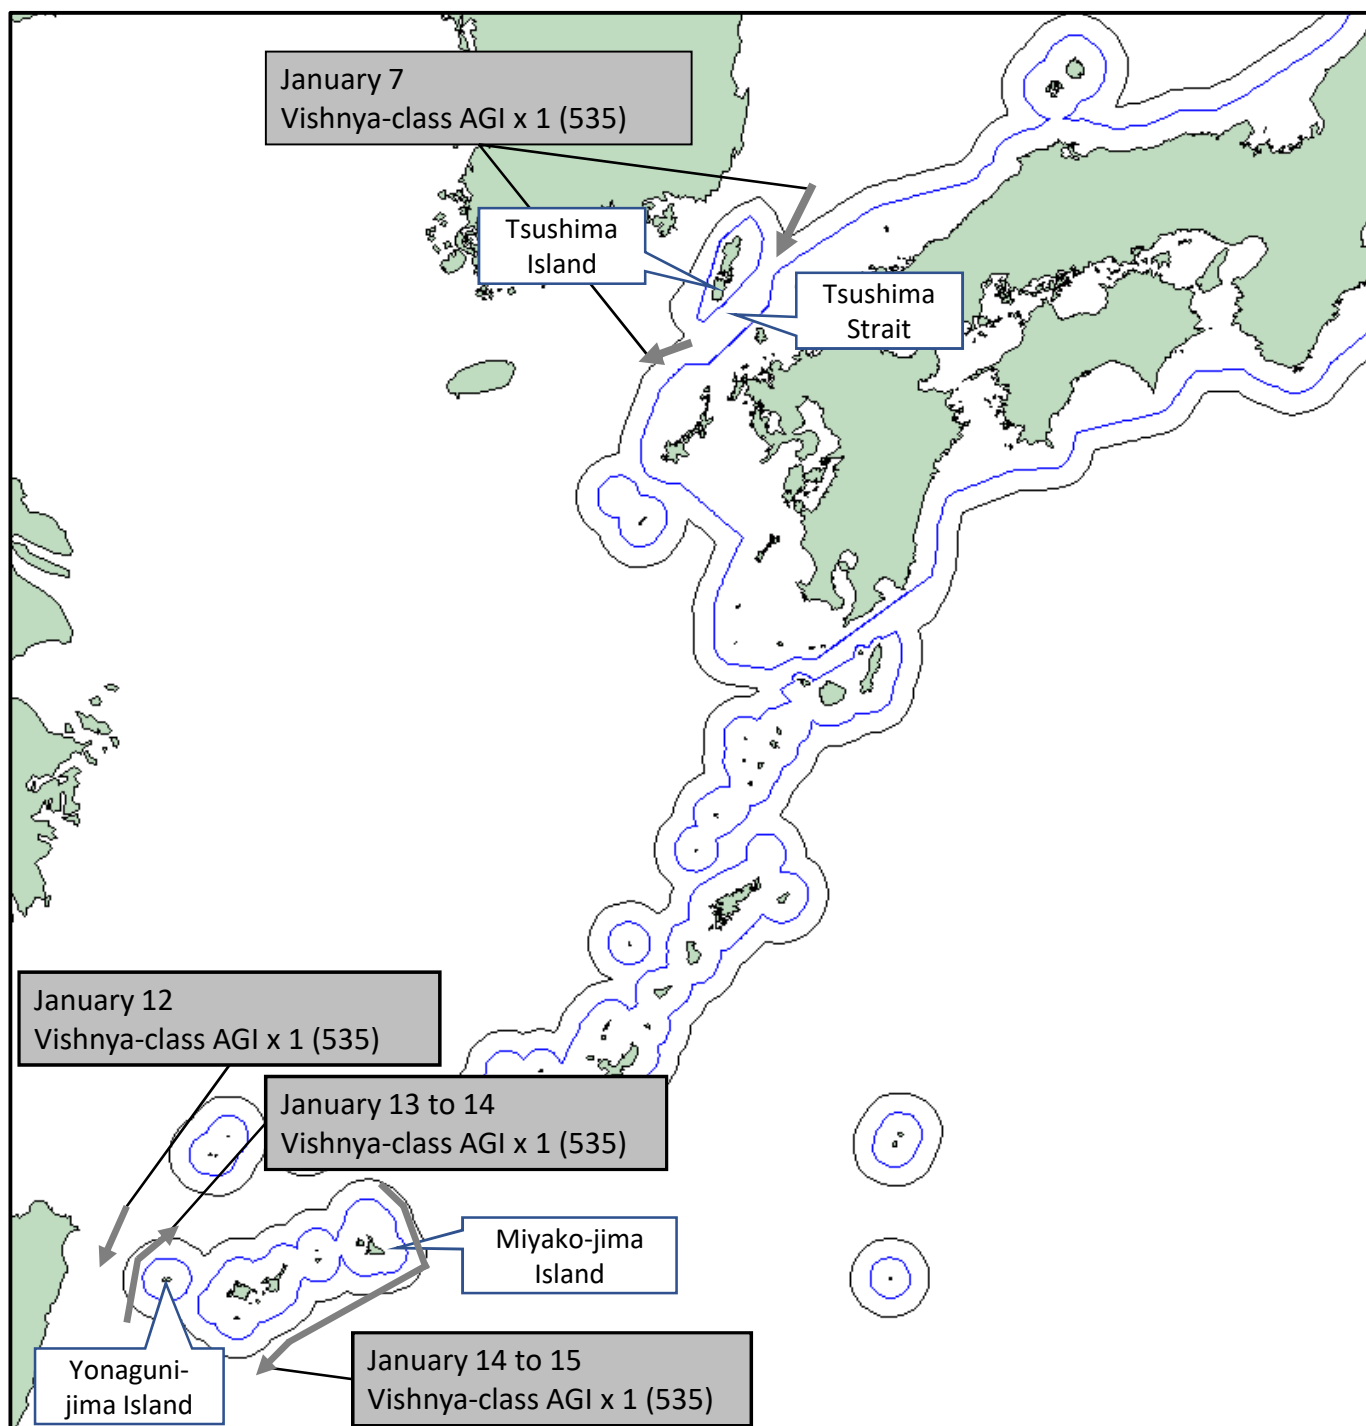 January 7
Vishnya-class AGI x 1 (535)
Tsushima
Island
Tsushima
Strait
January 12
Vishnya-class AGI x 1 (535)
January 13 to 14
Vishnya-class AGI x 1 (535)
Miyako-jima
Island
Yonaguni-
jima Island
January 14 to 15
Vishnya-class AGI x 1 (535)